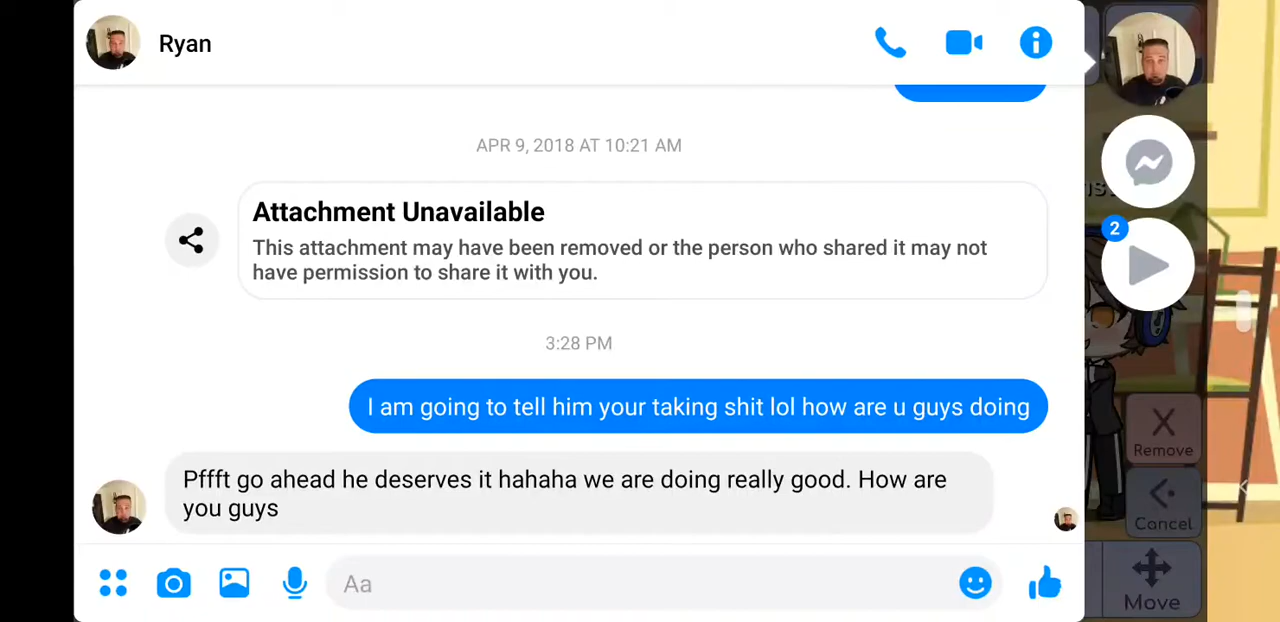 Ryan
APR 9, 2018 AT 10:21 AM
Attachment Unavailable
This attachment may have been removed or the person who shared it may not
have permission to share it with you.
2
3:28 PM
I am going to tell him your taking shit lol how are u guys doing
Pffft go ahead he deserves it hahaha we are doing really good. How are
you guys
Remove
Cancel
Aa
Move